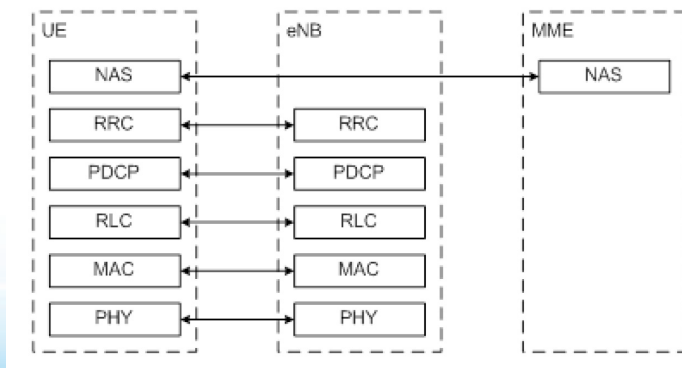 UE eNB MME
NAS NAS
RRC RRC
PDCP PDCP
RLC RLC
MAC MAC
PHY PHY